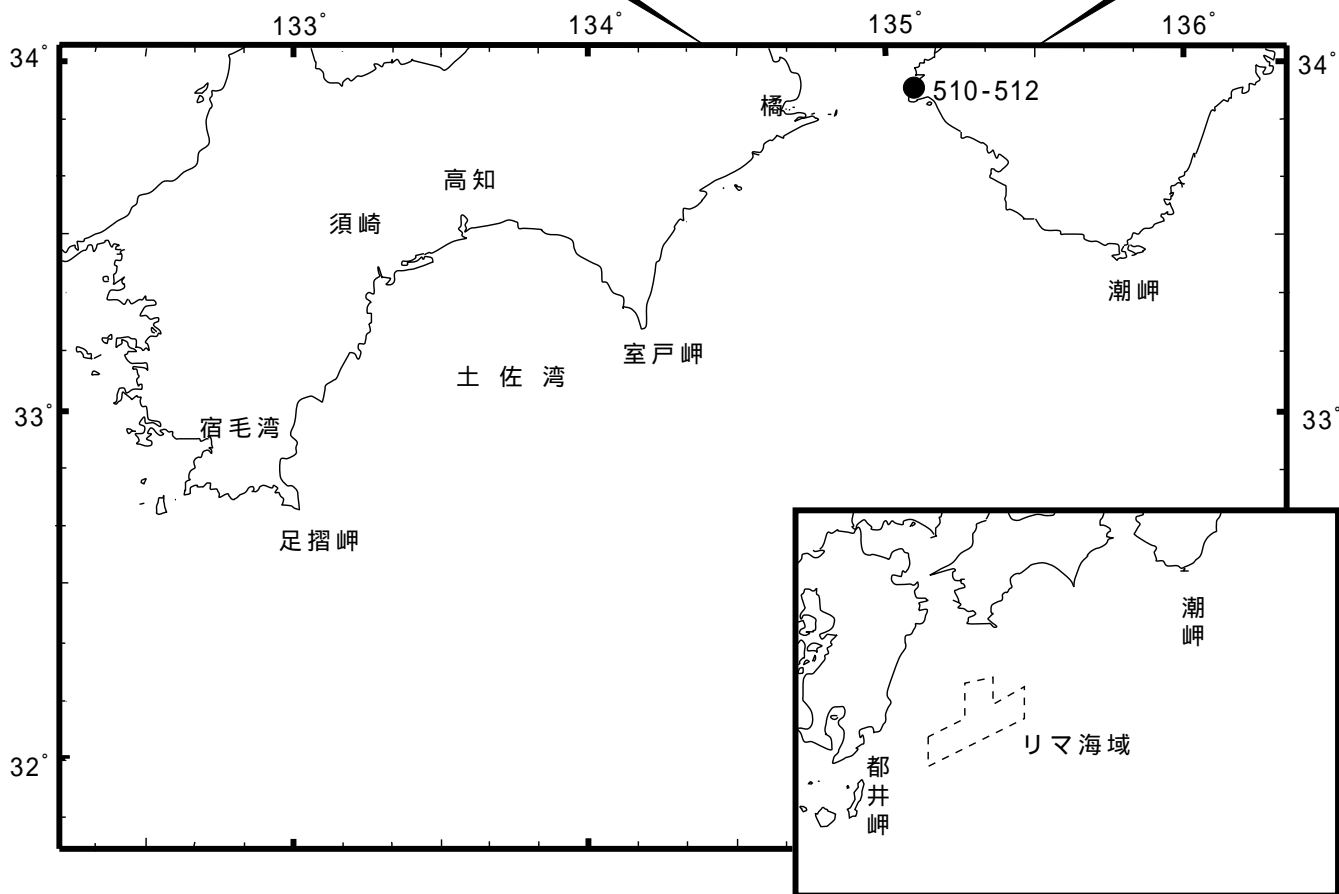 133°
134°
135°
136°
34°
34°
橘
510-512
高知
須崎
潮岬
室戸岬
土佐湾
33°
33°
宿毛湾
足摺岬
潮岬
リマ海域
32°
都井岬